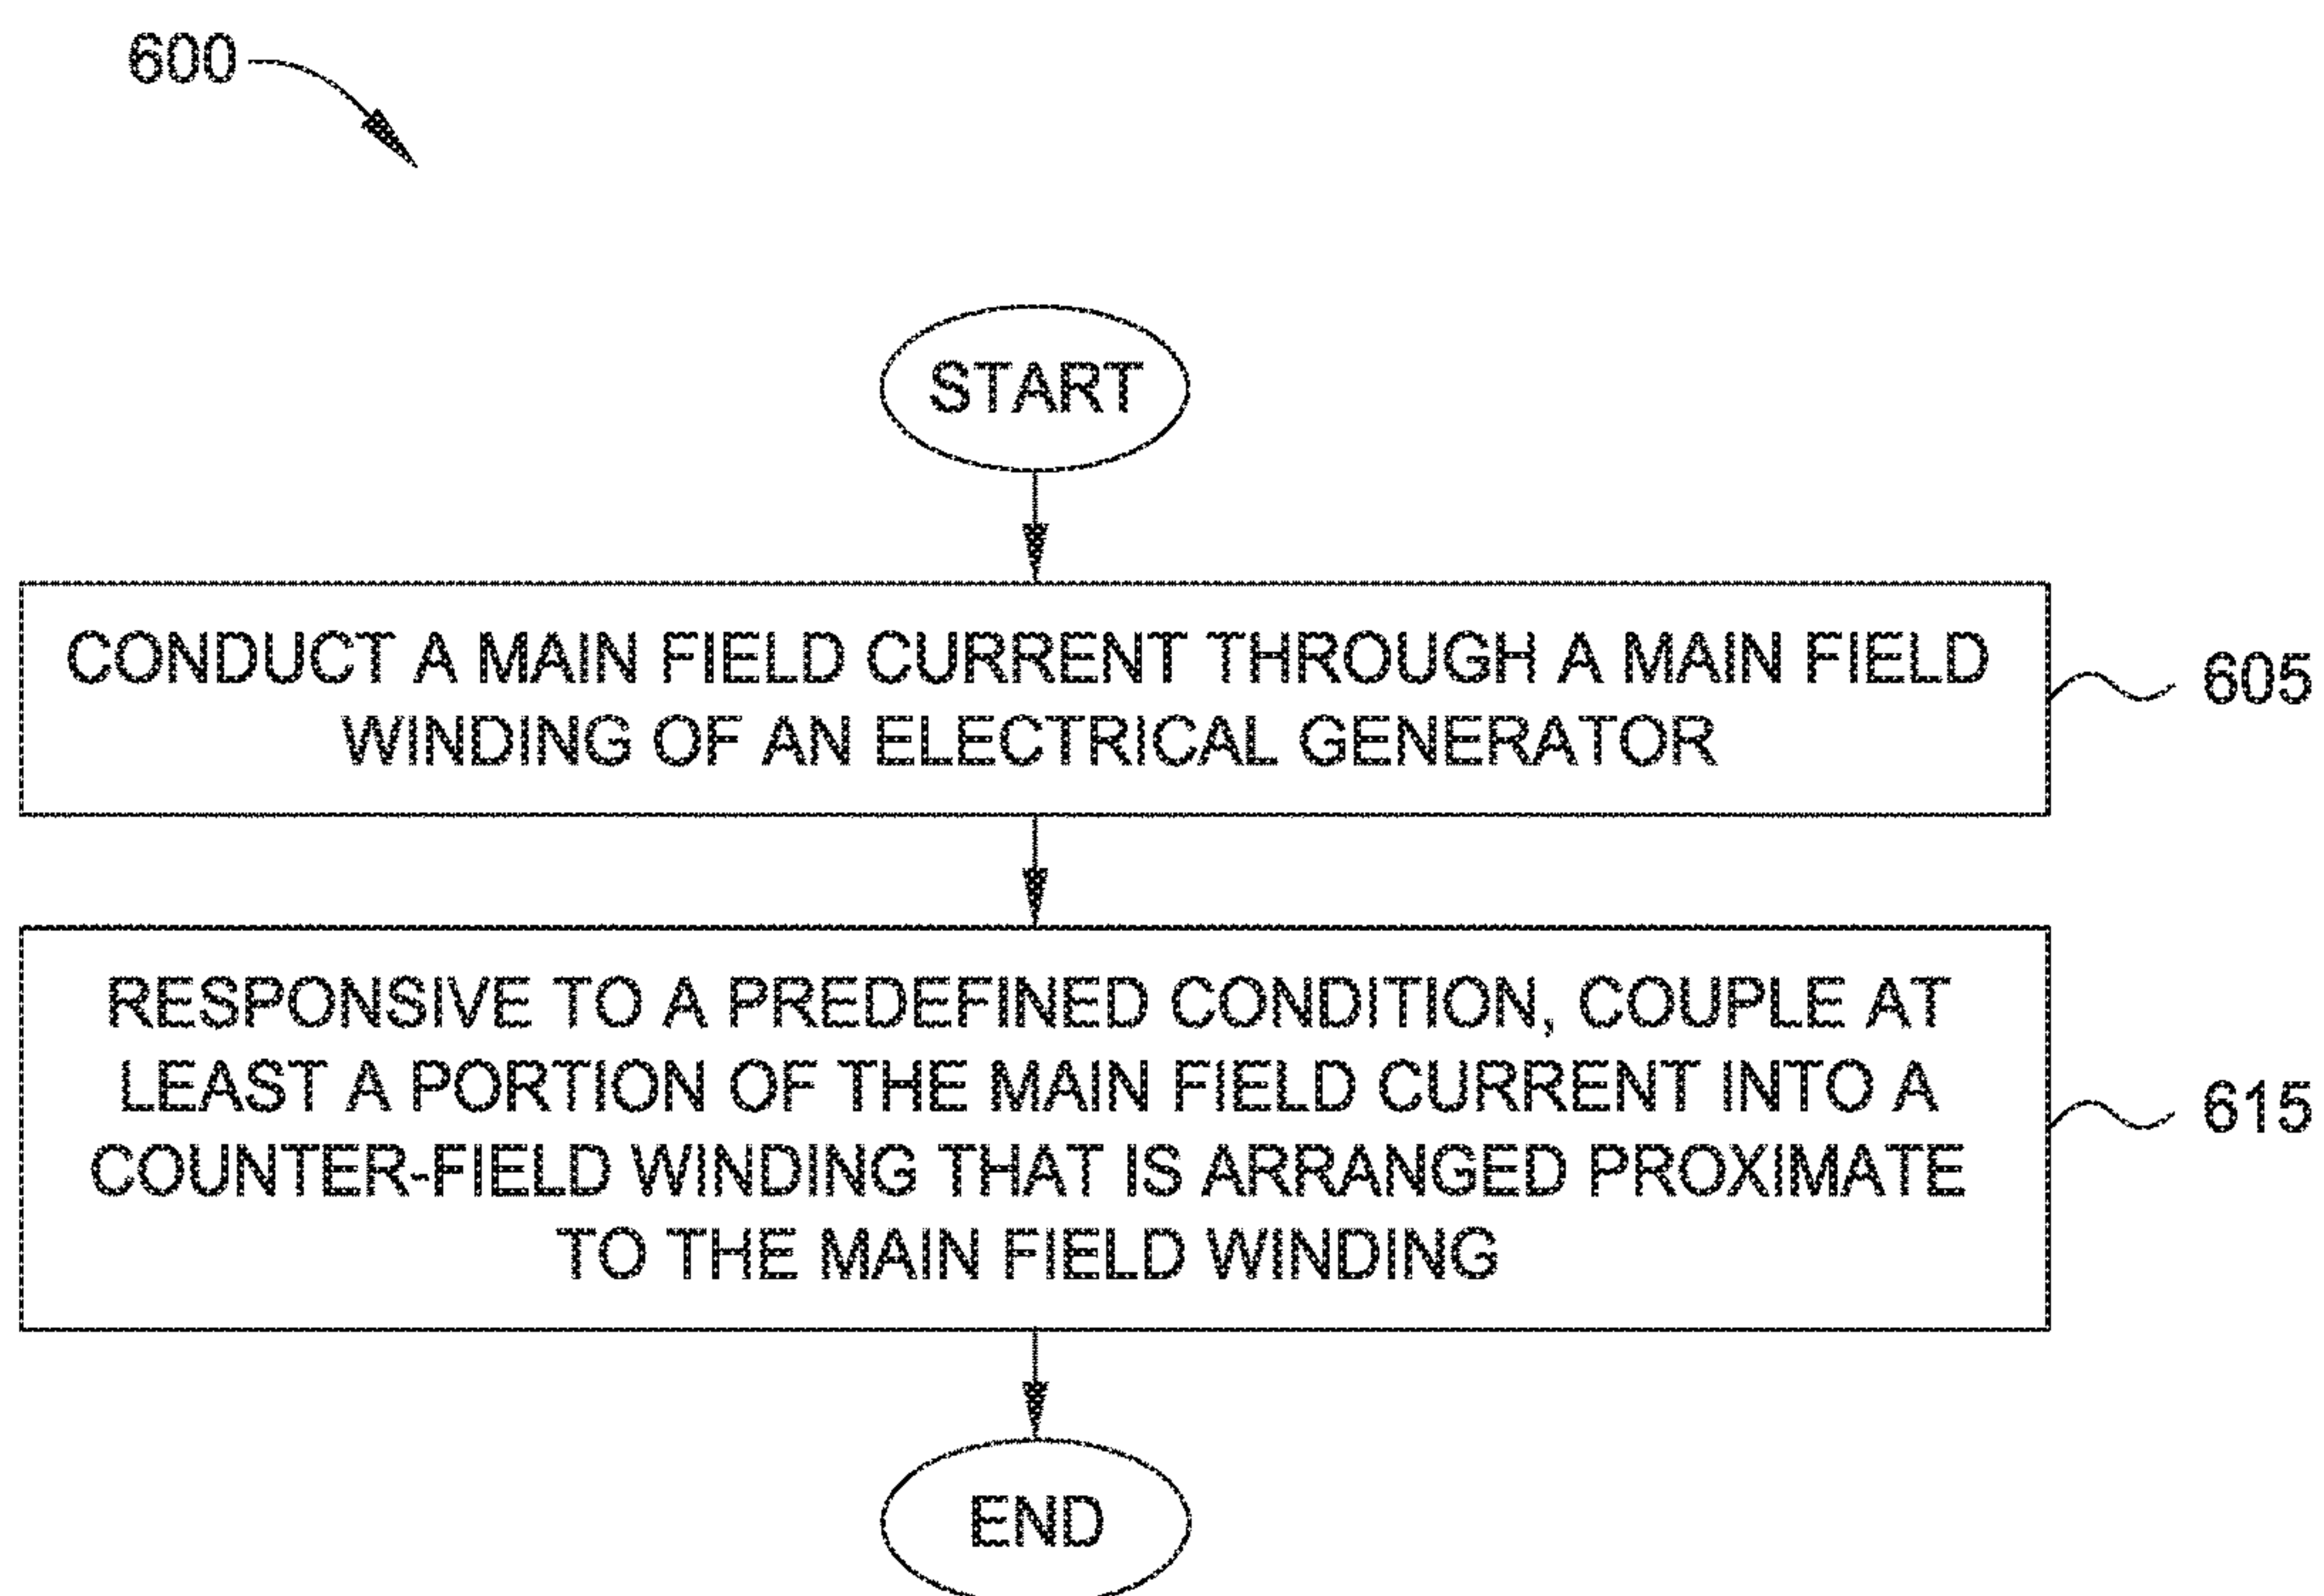 600
START
CONDUCT A MAIN FIELD CURRENT THROUGH A MAIN FIELD
WINDING OF AN ELECTRICAL GENERATOR
605
RESPONSIVE TO A PREDEFINED CONDITION, COUPLE AT
LEAST A PORTION OF THE MAIN FIELD CURRENT INTO A
COUNTER-FIELD WINDING THAT IS ARRANGED PROXIMATE
TO THE MAIN FIELD WINDING
615
END